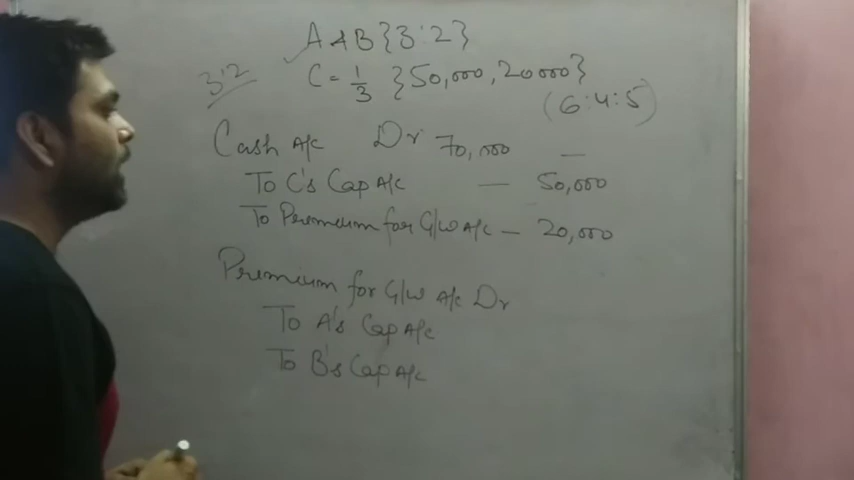 A & B {3:2}
3:2
C = 1/3 {50,000, 20000}
(6:4:5)
Cash A/c Dr 70,000 —
To C's Cap A/c — 50,000
To Peremeium for G/w A/c — 20,000
Premium for G/w A/c Dr
To A's Cap A/c
To B's Cap A/c